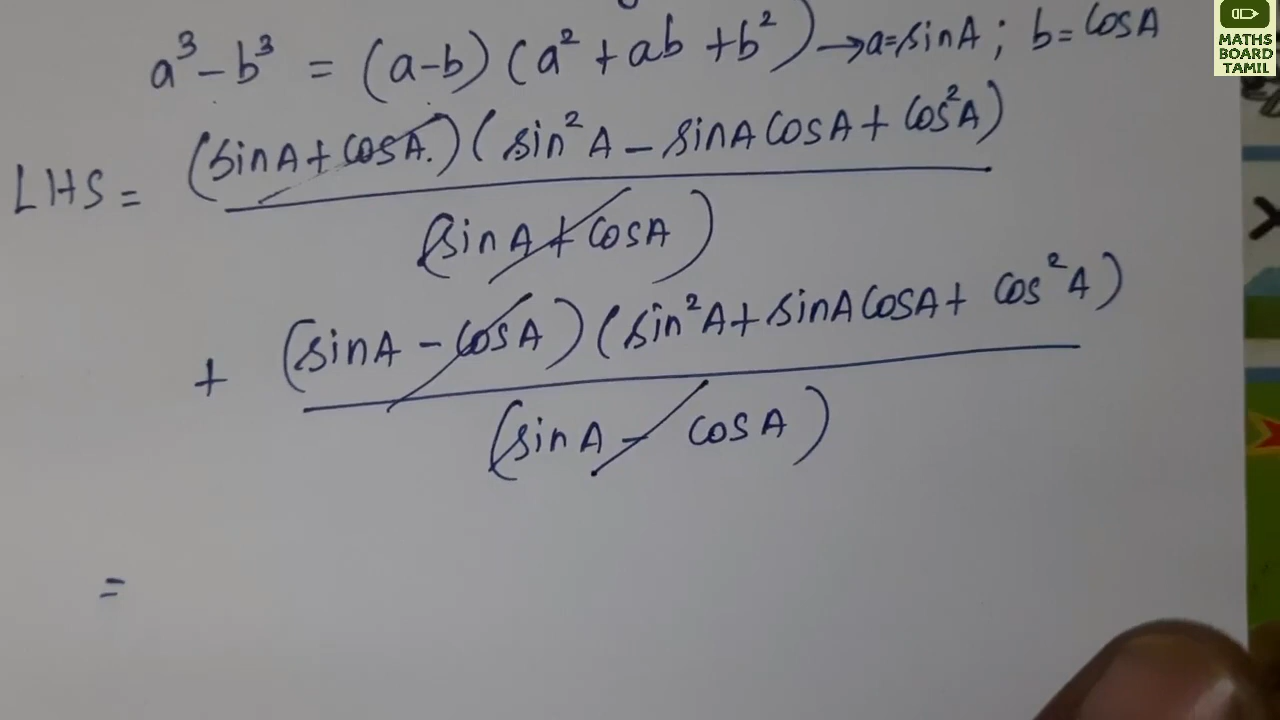 a³ - b³ = (a-b) (a² + ab + b²) → a = sinA ; b = cosA
MATHS
BOARD
TAMIL
(sinA + cosA) (sin²A - sinA cosA + cos²A)
LHS =
(sinA + cosA)
+ (sinA - cosA) (sin²A + sinA cosA + cos²A)
(sinA - cosA)
=